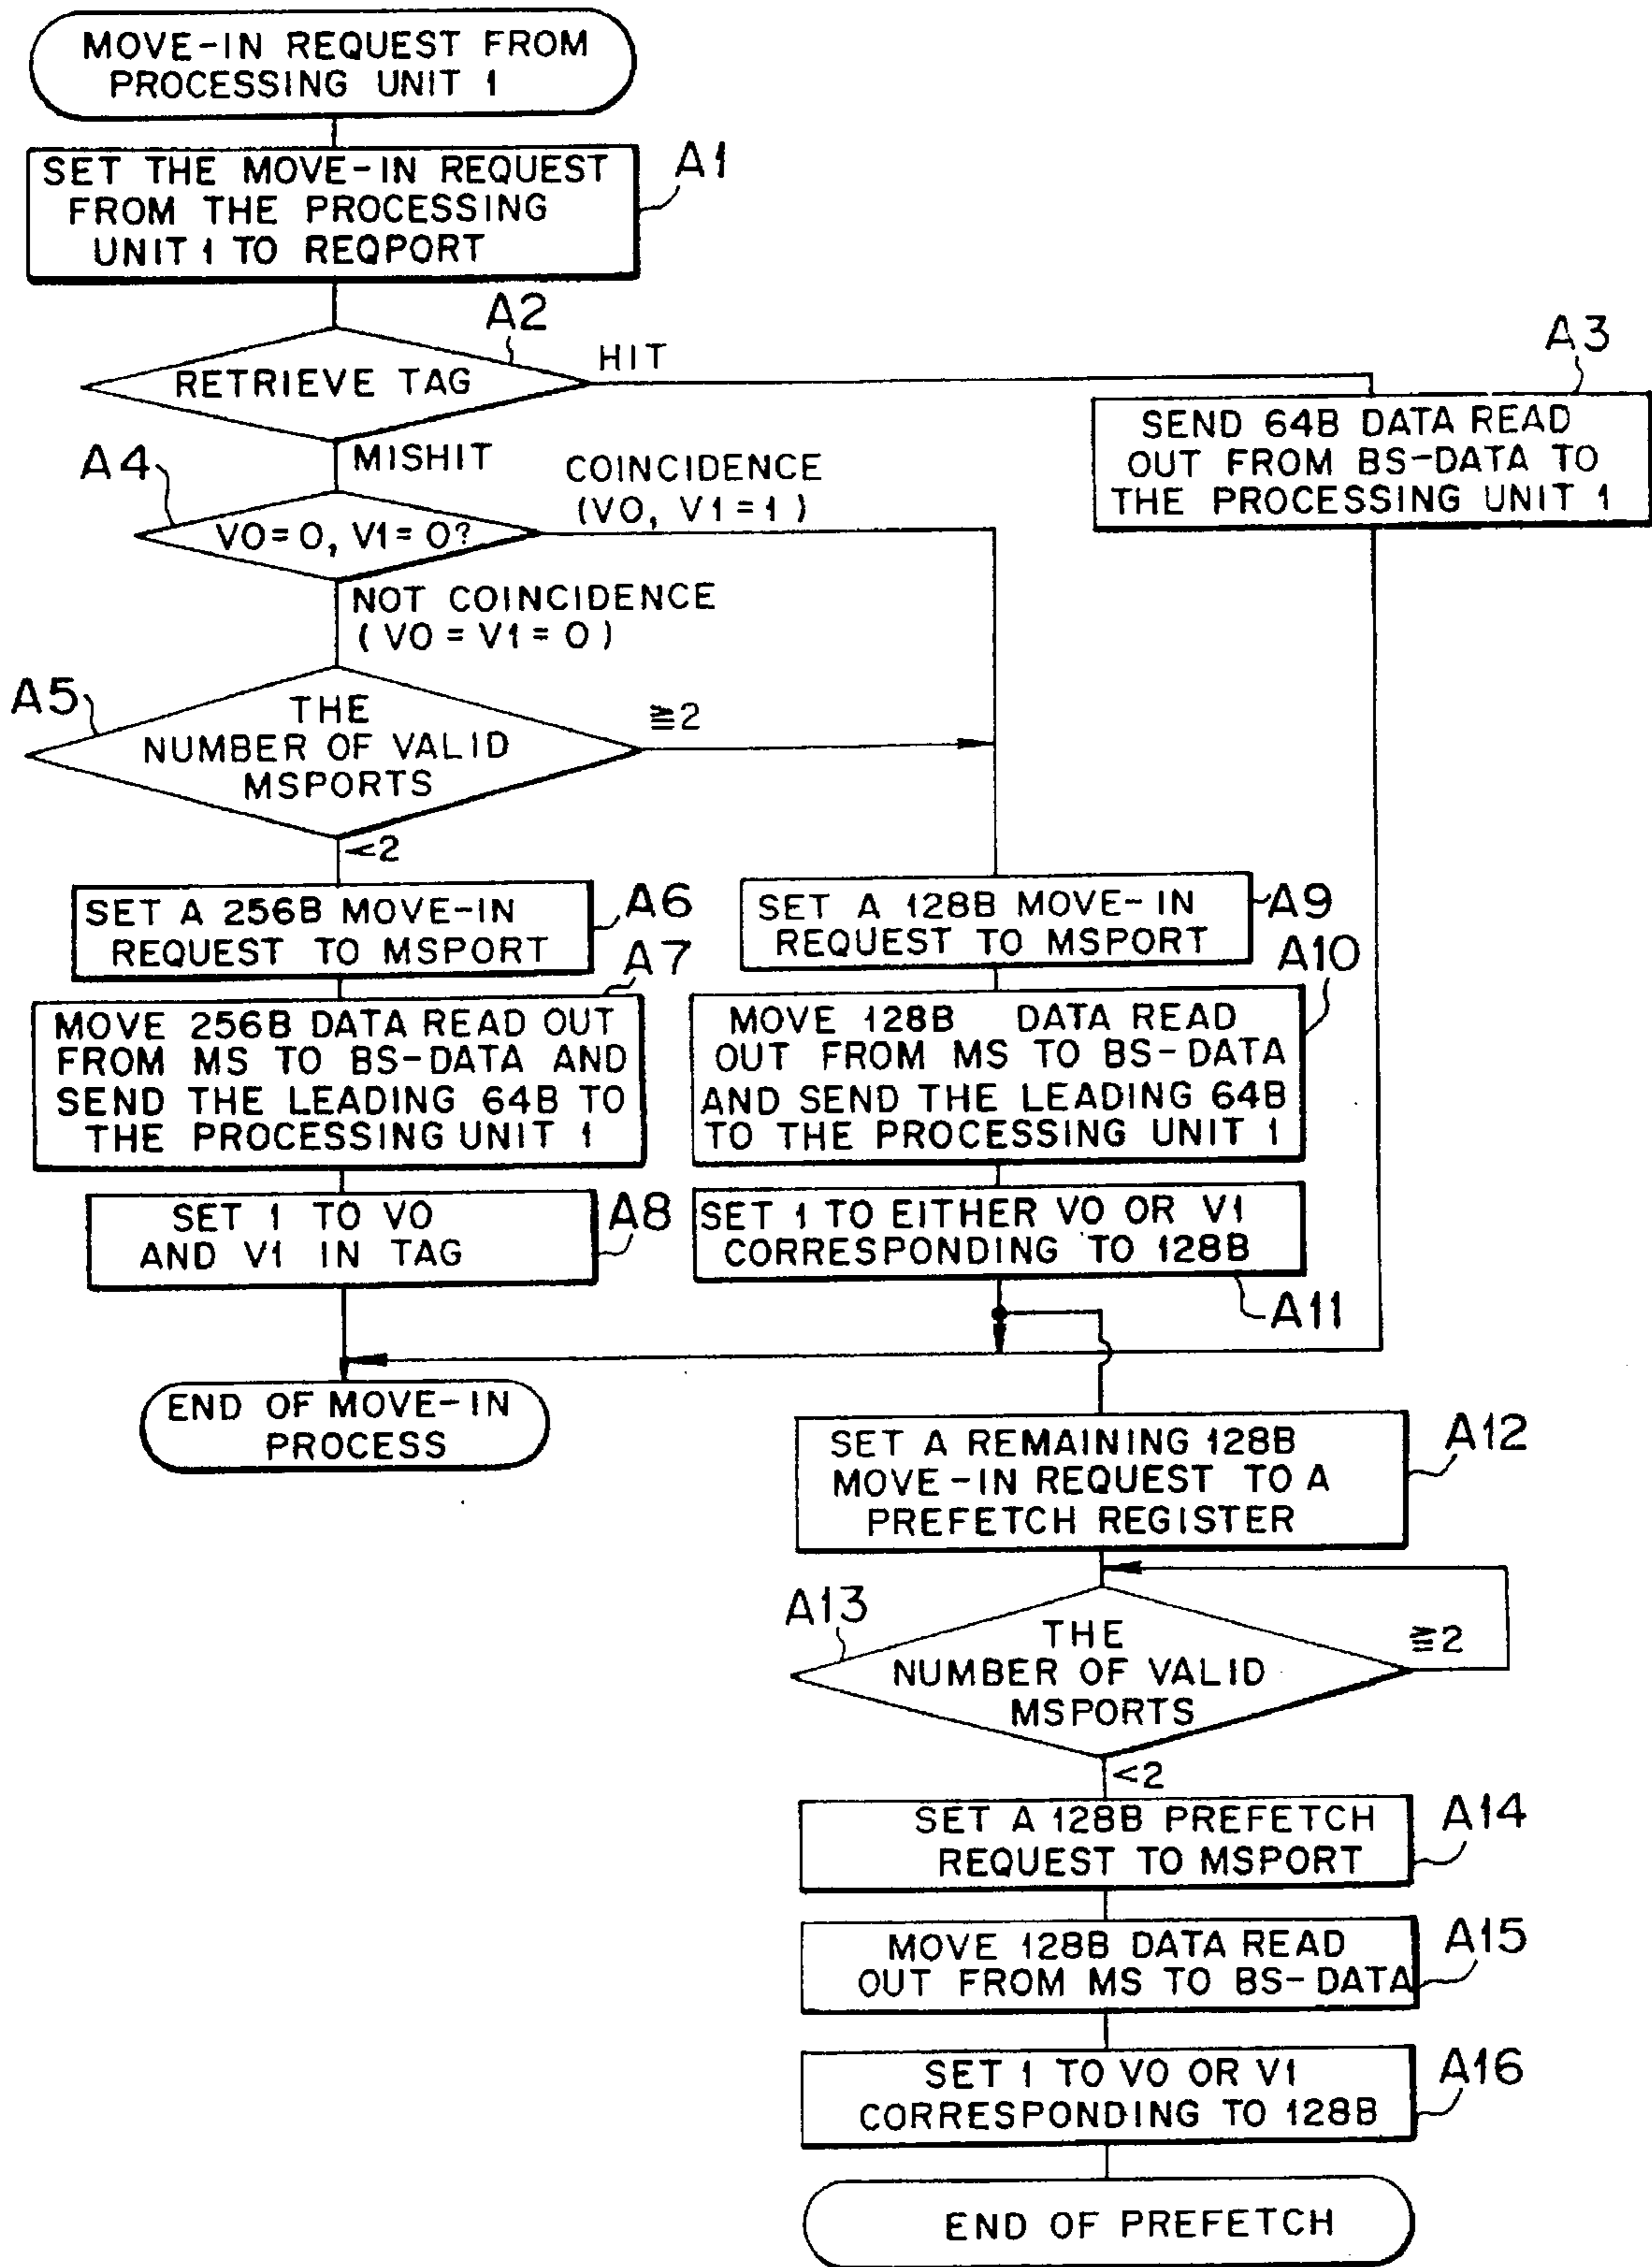 MOVE-IN REQUEST FROM
PROCESSING UNIT 1
SET THE MOVE-IN REQUEST
FROM THE PROCESSING
UNIT 1 TO REQPORT
A1
A2
RETRIEVE TAG
HIT
A3
SEND 64B DATA READ
OUT FROM BS-DATA TO
THE PROCESSING UNIT 1
MISHIT
A4
V0=0, V1=0?
COINCIDENCE
(V0, V1=1)
NOT COINCIDENCE
(V0=V1=0)
A5
THE
NUMBER OF VALID
MSPORTS
≧2
<2
SET A 256B MOVE-IN
REQUEST TO MSPORT
A6
A7
MOVE 256B DATA READ OUT
FROM MS TO BS-DATA AND
SEND THE LEADING 64B TO
THE PROCESSING UNIT 1
SET 1 TO V0
AND V1 IN TAG
A8
SET A 128B MOVE-IN
REQUEST TO MSPORT
A9
A10
MOVE 128B DATA READ
OUT FROM MS TO BS-DATA
AND SEND THE LEADING 64B
TO THE PROCESSING UNIT 1
SET 1 TO EITHER V0 OR V1
CORRESPONDING TO 128B
A11
END OF MOVE-IN
PROCESS
SET A REMAINING 128B
MOVE-IN REQUEST TO A
PREFETCH REGISTER
A12
A13
THE
NUMBER OF VALID
MSPORTS
≧2
<2
SET A 128B PREFETCH
REQUEST TO MSPORT
A14
MOVE 128B DATA READ
OUT FROM MS TO BS-DATA
A15
SET 1 TO V0 OR V1
CORRESPONDING TO 128B
A16
END OF PREFETCH